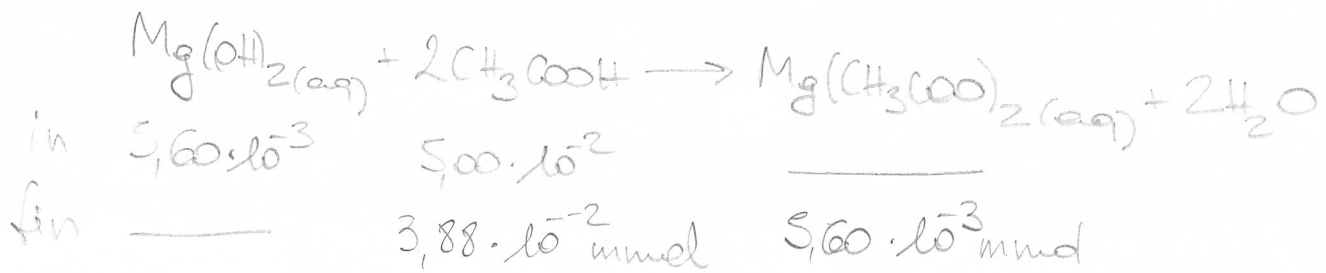 Mg(OH)₂(aq) + 2CH₃COOH → Mg(CH₃COO)₂(aq) + 2H₂O
in 5,60·10⁻³ 5,00·10⁻² ———
fin ——— 3,88·10⁻² mmol 5,60·10⁻³ mmol